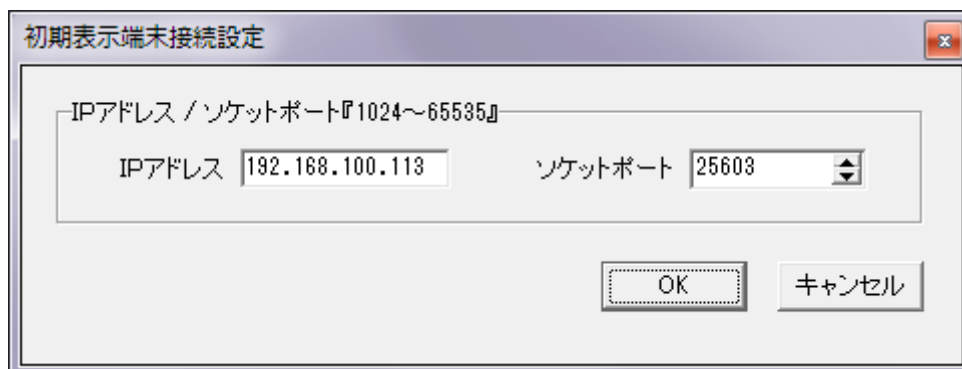 初期表示端末接続設定
IPアドレス / ソケットポート『1024～65535』
IPアドレス 192.168.100.113 ソケットポート 25603
OK キャンセル